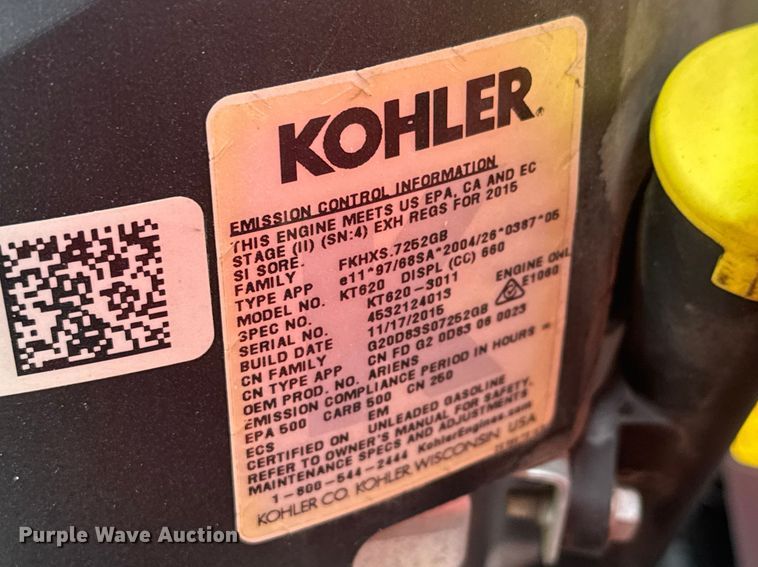 KOHLER.
EMISSION CONTROL INFORMATION
THIS ENGINE MEETS US EPA, CA AND EC
STAGE (II) (SN:4) EXH REGS FOR 2015
SI SORE.
FAMILY FKHXS.7252GB
TYPE APP e11*97/68SA*2004/26*0387*05
MODEL NO. KT620 DISPL (CC) 660
SPEC NO. KT620-3011 ENGINE ONL
SERIAL NO. 4532124013 E1060
BUILD DATE 11/17/2015
CN FAMILY G20D83S07252GB
CN TYPE APP CN FD G2 0D83 06 0023
OEM PROD. NO. ARIENS
EMISSION COMPLIANCE PERIOD IN HOURS =
EPA 500 CARB 500 CN 250
ECS EM
CERTIFIED ON UNLEADED GASOLINE
REFER TO OWNER'S MANUAL FOR SAFETY,
MAINTENANCE SPECS AND ADJUSTMENTS
1-800-544-2444 KohlerEngines.com
KOHLER CO. KOHLER, WISCONSIN USA
Purple Wave Auction